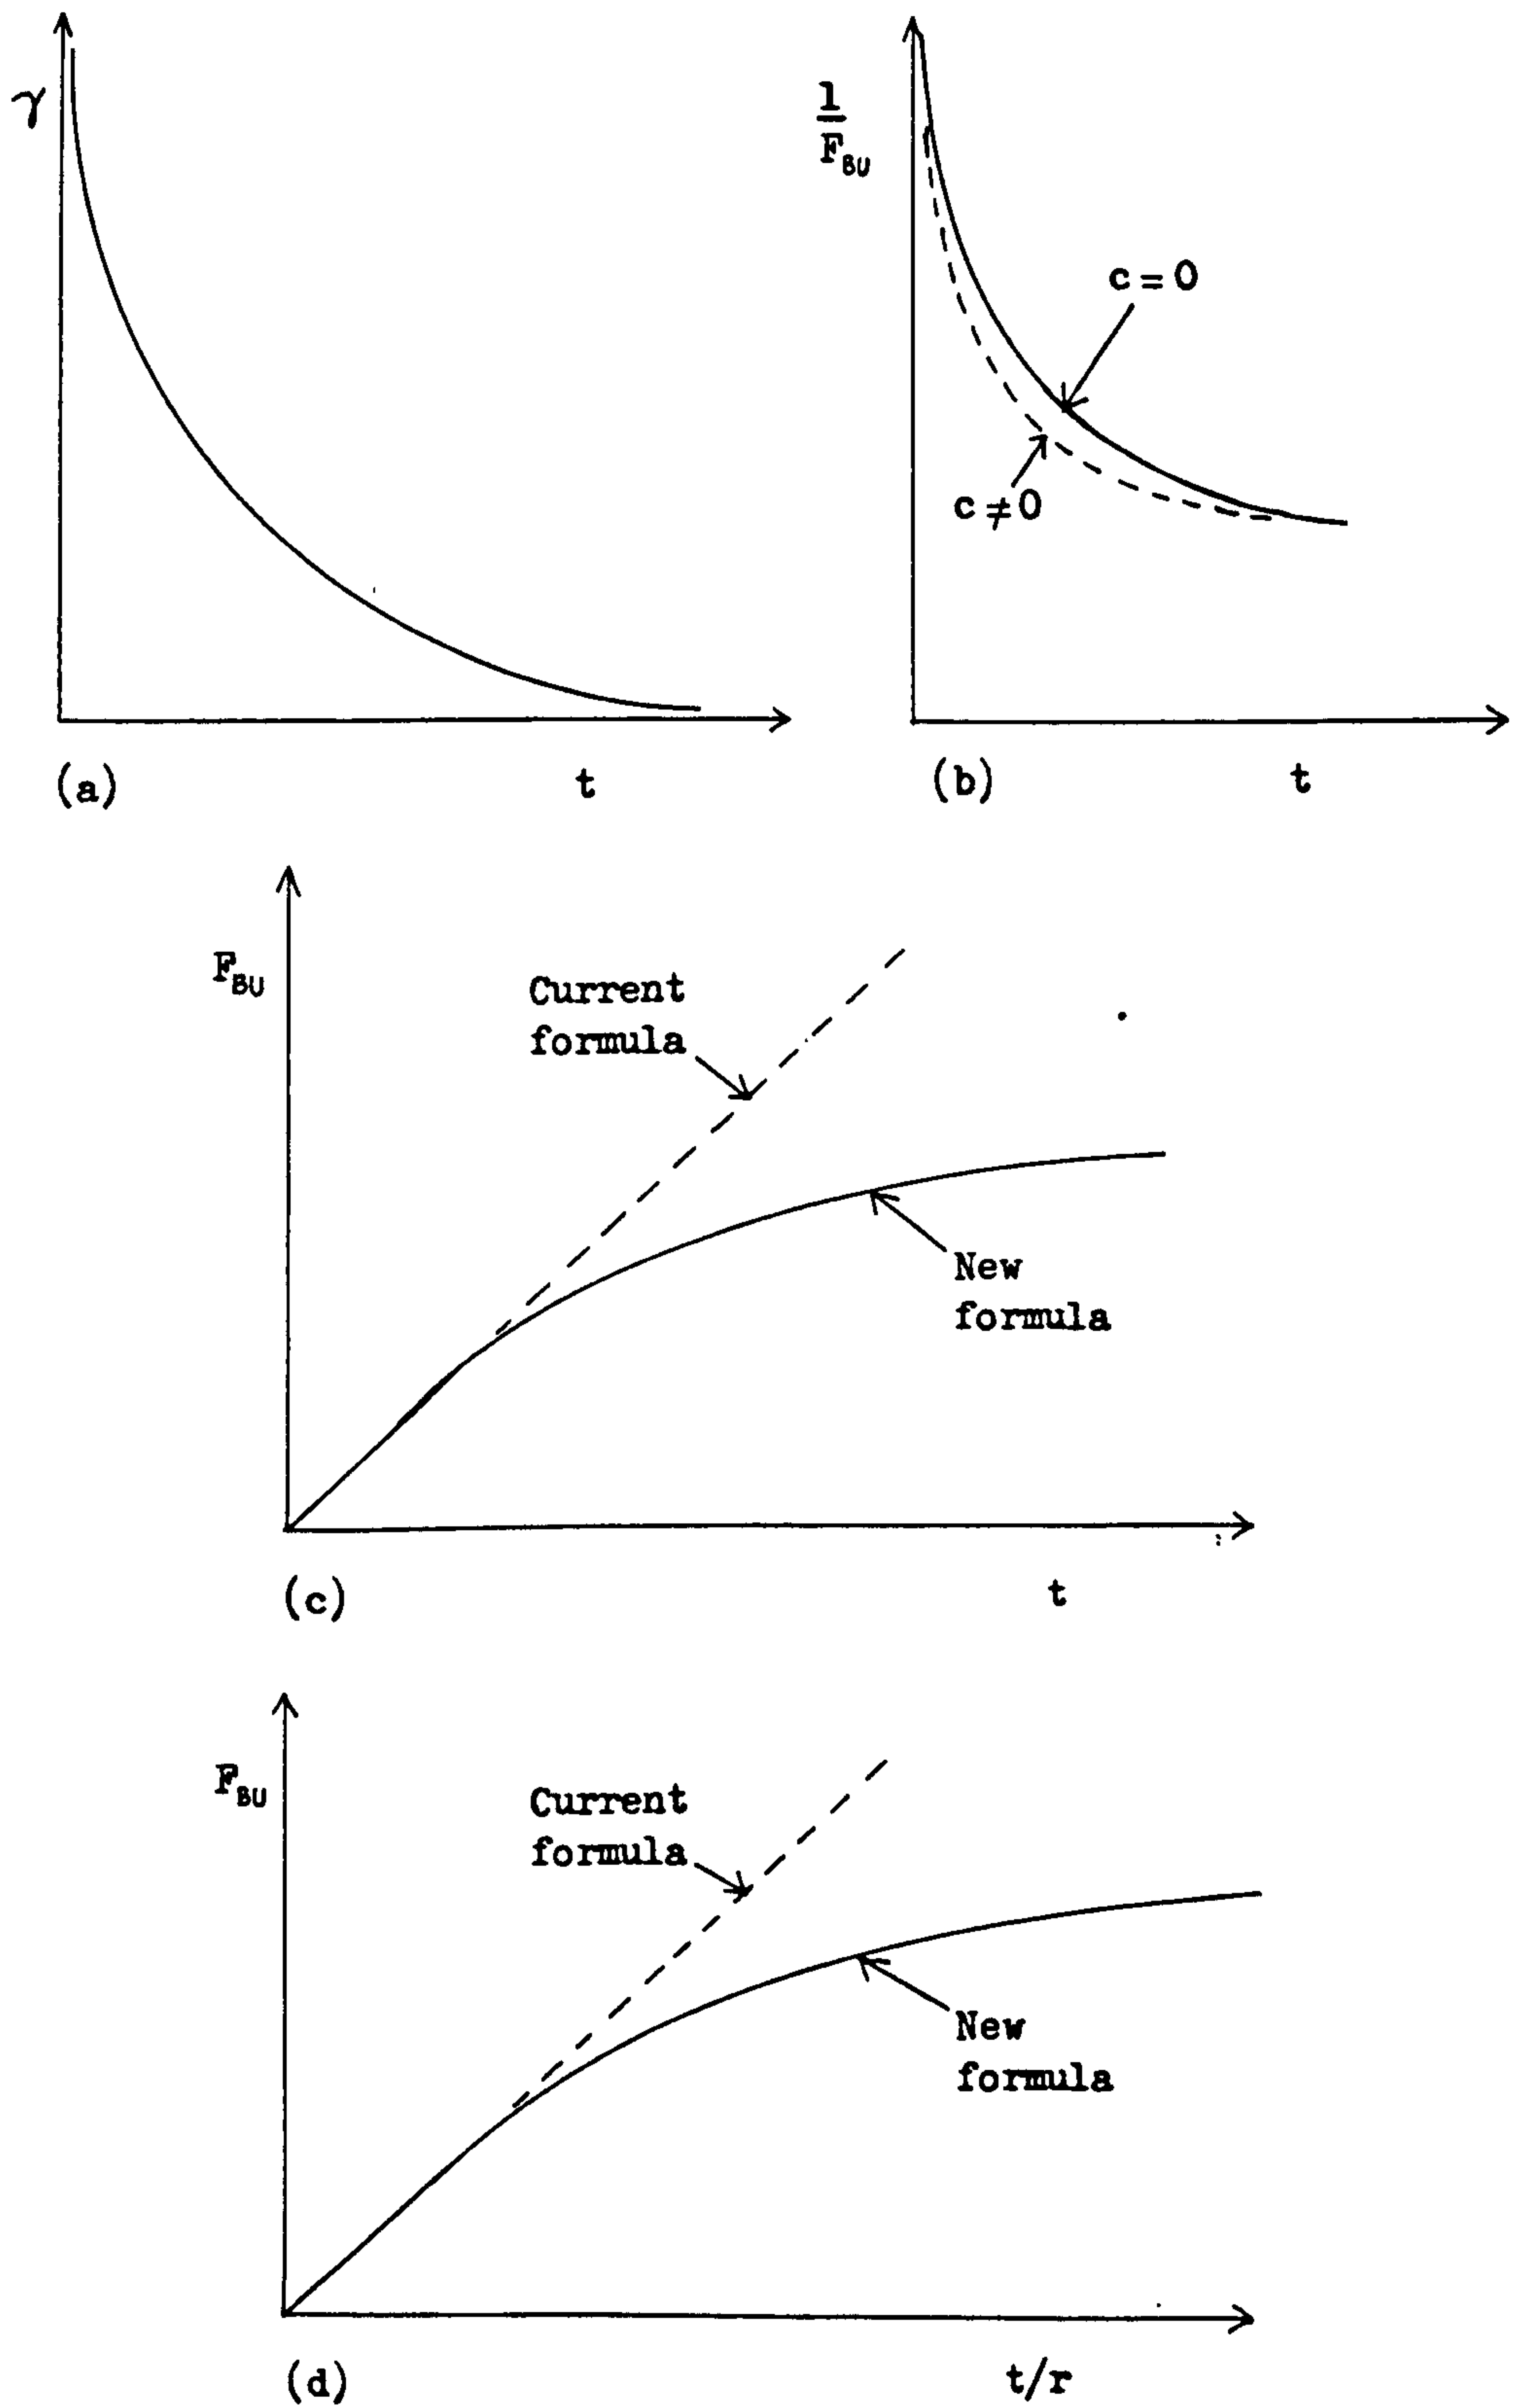 γ
1
F_BU
c = 0
c ≠ 0
(a)
t
(b)
t
F_BU
Current
formula
New
formula
(c)
t
F_BU
Current
formula
New
formula
(d)
t/r